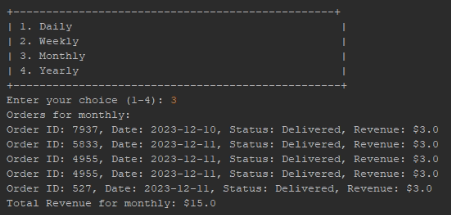 +------------------------------------------------+
| 1. Daily |
| 2. Weekly |
| 3. Monthly |
| 4. Yearly |
+------------------------------------------------+
Enter your choice (1-4): 3
Orders for monthly:
Order ID: 7937, Date: 2023-12-10, Status: Delivered, Revenue: $3.0
Order ID: 5833, Date: 2023-12-11, Status: Delivered, Revenue: $3.0
Order ID: 4955, Date: 2023-12-11, Status: Delivered, Revenue: $3.0
Order ID: 4955, Date: 2023-12-11, Status: Delivered, Revenue: $3.0
Order ID: 527, Date: 2023-12-11, Status: Delivered, Revenue: $3.0
Total Revenue for monthly: $15.0